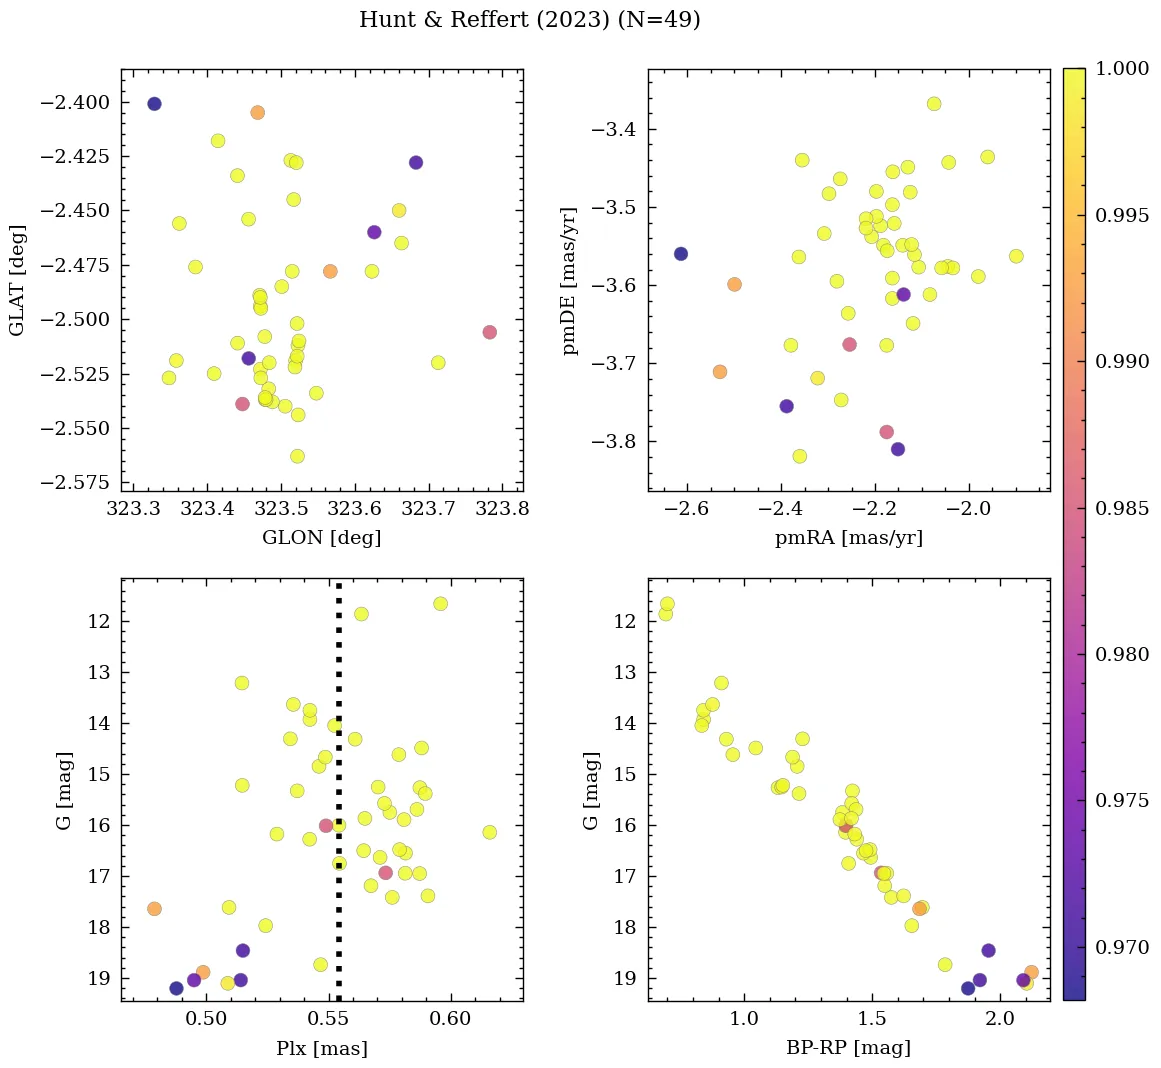 Hunt & Reffert (2023) (N=49)
−2.400
−2.425
−2.450
−2.475
−2.500
−2.525
−2.550
−2.575
GLAT [deg]
323.3 323.4 323.5 323.6 323.7 323.8
GLON [deg]
−3.4
−3.5
−3.6
−3.7
−3.8
pmDE [mas/yr]
−2.6 −2.4 −2.2 −2.0
pmRA [mas/yr]
1.000
0.995
0.990
0.985
0.980
0.975
0.970
12
13
14
15
16
17
18
19
G [mag]
0.50 0.55 0.60
Plx [mas]
12
13
14
15
16
17
18
19
G [mag]
1.0 1.5 2.0
BP-RP [mag]